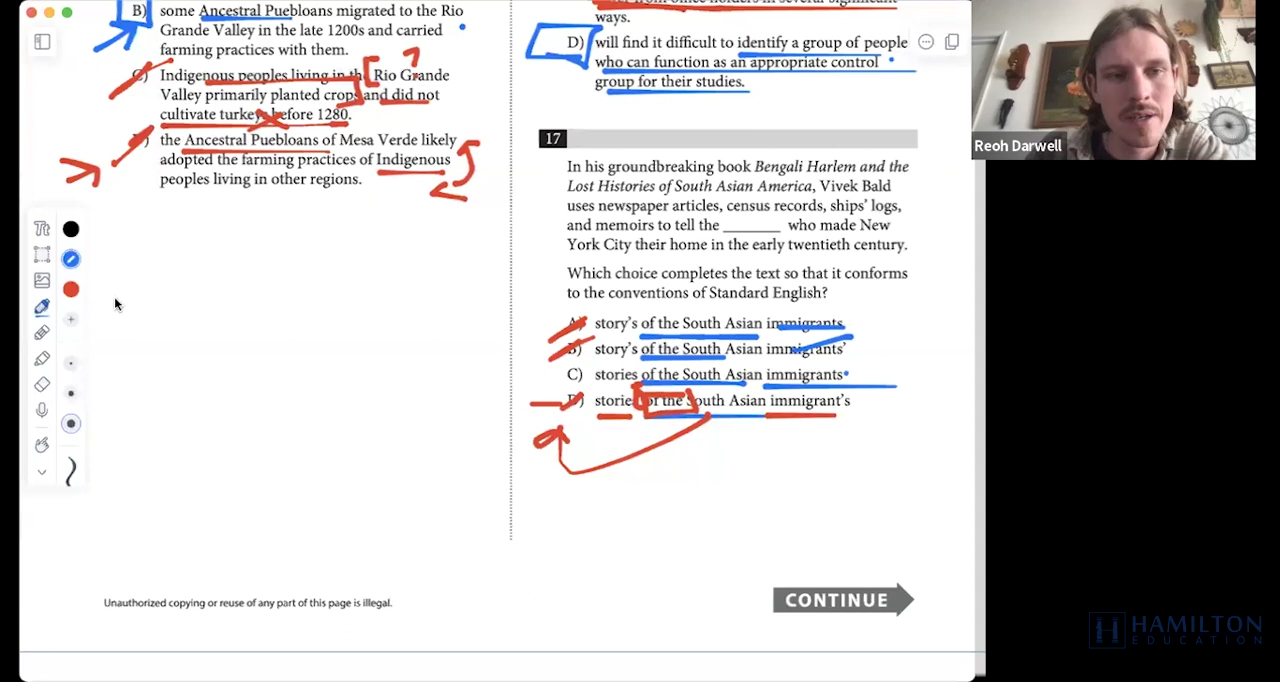 B) some Ancestral Puebloans migrated to the Rio
Grande Valley in the late 1200s and carried
farming practices with them.
C) Indigenous peoples living in the Rio Grande
Valley primarily planted crops and did not
cultivate turkeys before 1280.
the Ancestral Puebloans of Mesa Verde likely
adopted the farming practices of Indigenous
peoples living in other regions.
?
ways.
D) will find it difficult to identify a group of people
who can function as an appropriate control
group for their studies.
17
In his groundbreaking book Bengali Harlem and the
Lost Histories of South Asian America, Vivek Bald
uses newspaper articles, census records, ships' logs,
and memoirs to tell the _______ who made New
York City their home in the early twentieth century.
Which choice completes the text so that it conforms
to the conventions of Standard English?
A) story's of the South Asian immigrants
B) story's of the South Asian immigrants'
C) stories of the South Asian immigrants
D) stories of the South Asian immigrant's
Unauthorized copying or reuse of any part of this page is illegal.
CONTINUE
Tt
Reoh Darwell
HAMILTON
EDUCATION